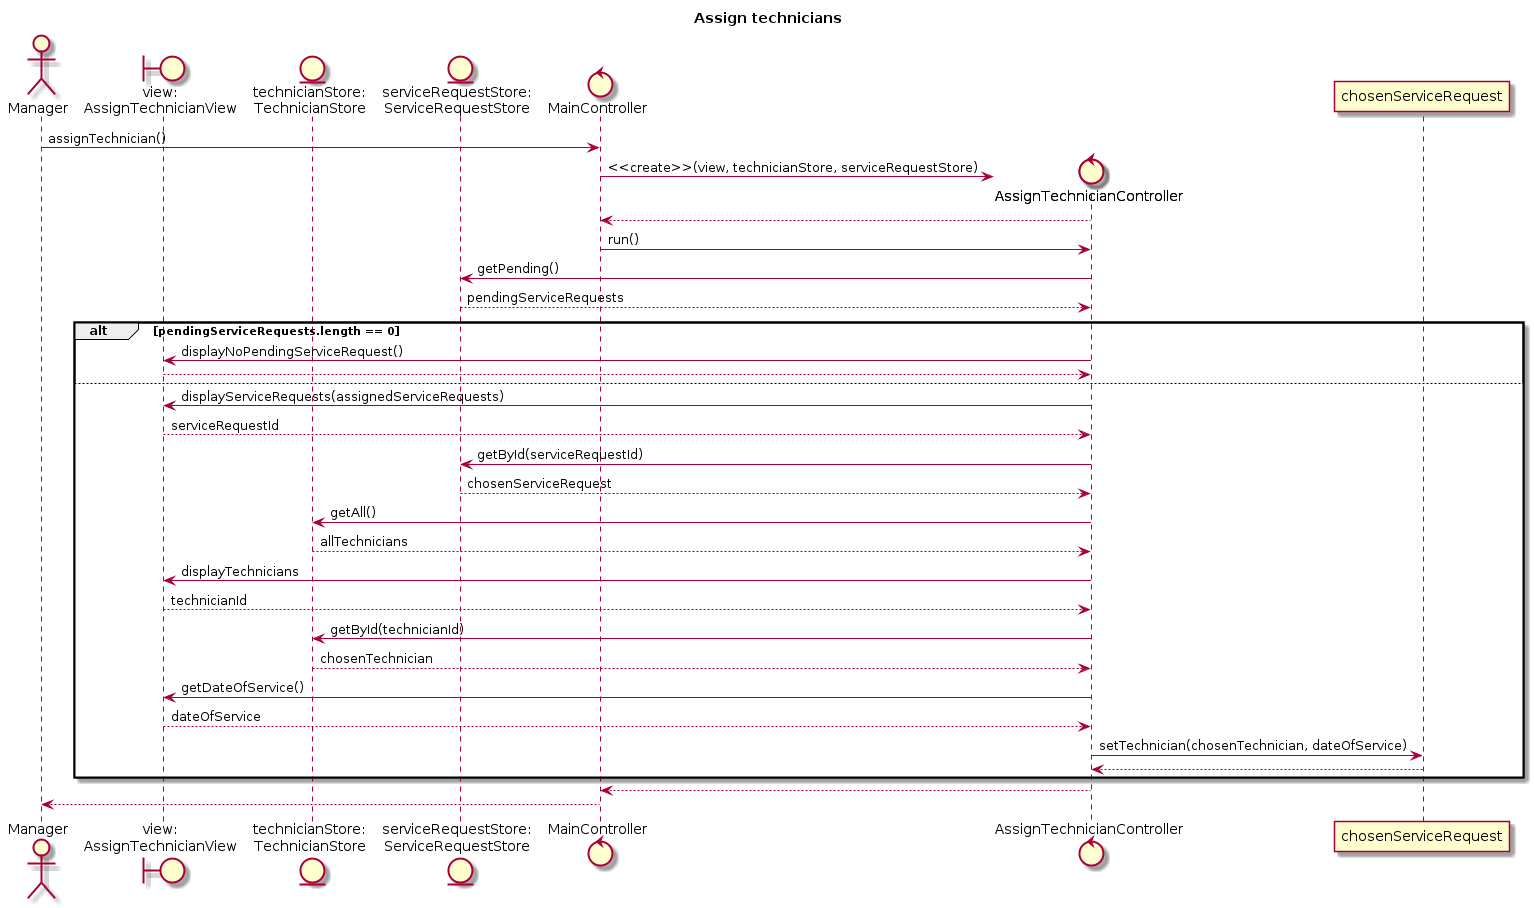 Assign technicians
Manager
view:
AssignTechnicianView
technicianStore:
TechnicianStore
serviceRequestStore:
ServiceRequestStore
MainController
chosenServiceRequest
assignTechnician()
<<create>>(view, technicianStore, serviceRequestStore)
AssignTechnicianController
run()
getPending()
pendingServiceRequests
alt [pendingServiceRequests.length == 0]
displayNoPendingServiceRequest()
displayServiceRequests(assignedServiceRequests)
serviceRequestId
getById(serviceRequestId)
chosenServiceRequest
getAll()
allTechnicians
displayTechnicians
technicianId
getById(technicianId)
chosenTechnician
getDateOfService()
dateOfService
setTechnician(chosenTechnician, dateOfService)
Manager
view:
AssignTechnicianView
technicianStore:
TechnicianStore
serviceRequestStore:
ServiceRequestStore
MainController
AssignTechnicianController
chosenServiceRequest